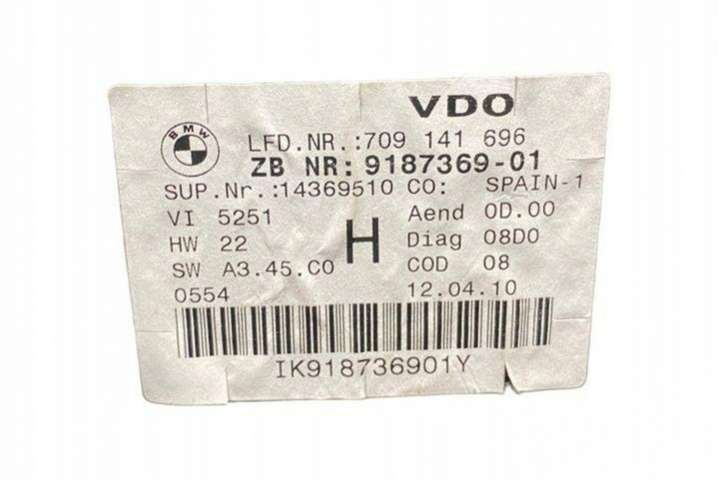 VDO
BMW
LFD.NR.:709 141 696
ZB NR: 9187369-01
SUP.Nr.:14369510 CO: SPAIN-1
VI 5251 Aend 0D.00
HW 22 H Diag 08D0
SW A3.45.C0 COD 08
0554 12.04.10
IK918736901Y